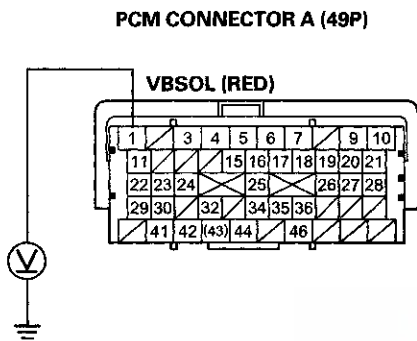 PCM CONNECTOR A (49P)
VBSOL (RED)
1 3 4 5 6 7 9 10
11 15 16 17 18 19 20 21
22 23 24 25 26 27 28
29 30 32 34 35 36
41 42 (43) 44 46
V